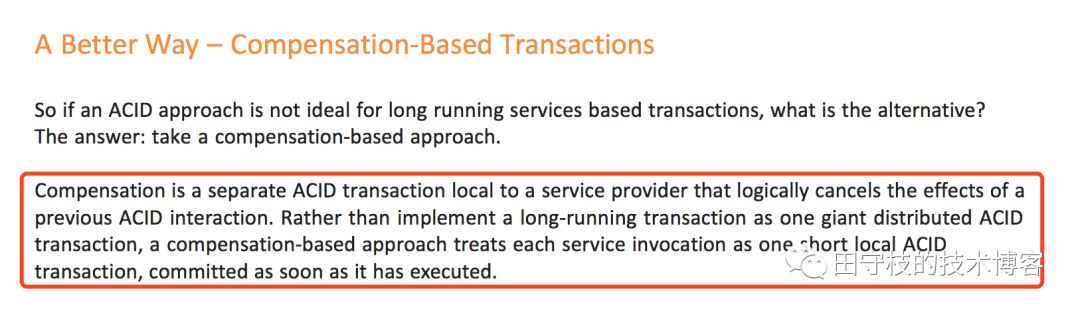 A Better Way – Compensation-Based Transactions
So if an ACID approach is not ideal for long running services based transactions, what is the alternative?
The answer: take a compensation-based approach.
Compensation is a separate ACID transaction local to a service provider that logically cancels the effects of a
previous ACID interaction. Rather than implement a long-running transaction as one giant distributed ACID
transaction, a compensation-based approach treats each service invocation as one short local ACID
transaction, committed as soon as it has executed.
田守枝的技术博客